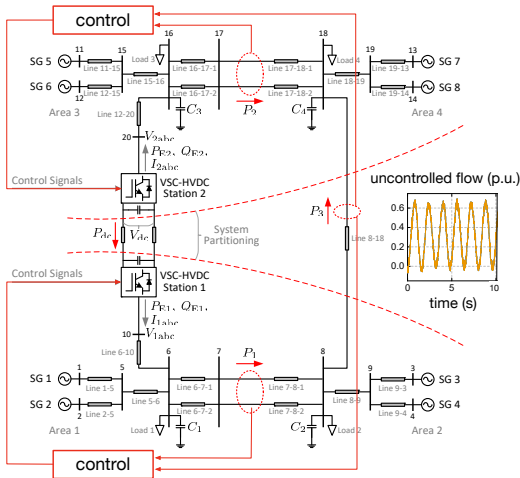 control
11
SG 5
Line 11-15
15
16
Load 3
Line 16-17-1
17
Line 17-18-1
18
Load 4
19
Line 19-13
13
SG 7
SG 6
12
Line 12-15
Line 15-16
Line 16-17-2
Line 17-18-2
Line 18-19
Line 19-14
14
SG 8
Area 3
Area 4
Line 12-20
C3
P2
C4
20
V2abc
PE2, QE2,
I2abc
Control Signals
VSC-HVDC
Station 2
P3
uncontrolled flow (p.u.)
0.6
0.4
0.2
0.0
0
5
10
time (s)
Pdc
Vdc
System
Partitioning
Line 8-18
Control Signals
VSC-HVDC
Station 1
PE1, QE1,
I1abc
V1abc
10
Line 6-10
P1
1
SG 1
Line 1-5
5
6
Line 6-7-1
7
Line 7-8-1
8
9
Line 9-3
3
SG 3
SG 2
2
Line 2-5
Line 5-6
Line 6-7-2
Line 7-8-2
Line 8-9
Line 9-4
4
SG 4
Area 1
Load 1
C1
C2
Load 2
Area 2
control